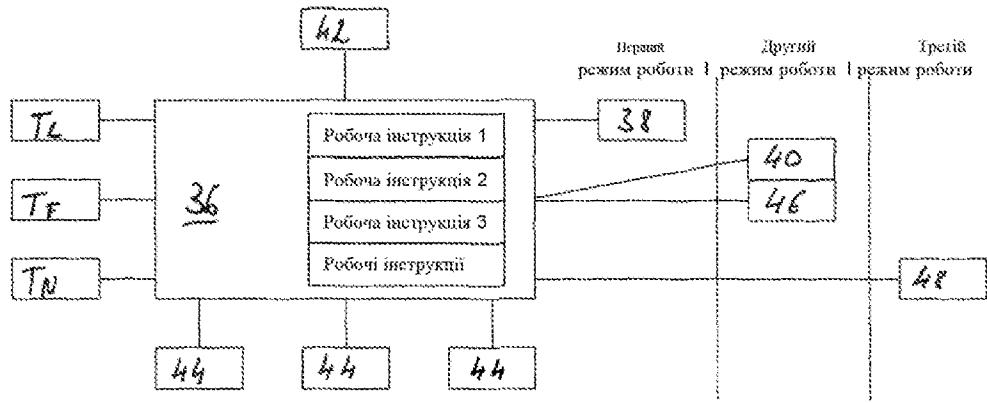 42
Перший Другий Третій
режим роботи режим роботи режим роботи
TL
Робоча інструкція 1
38
Робоча інструкція 2
40
TF
36
Робоча інструкція 3
46
TN
Робочі інструкції
48
44 44 44